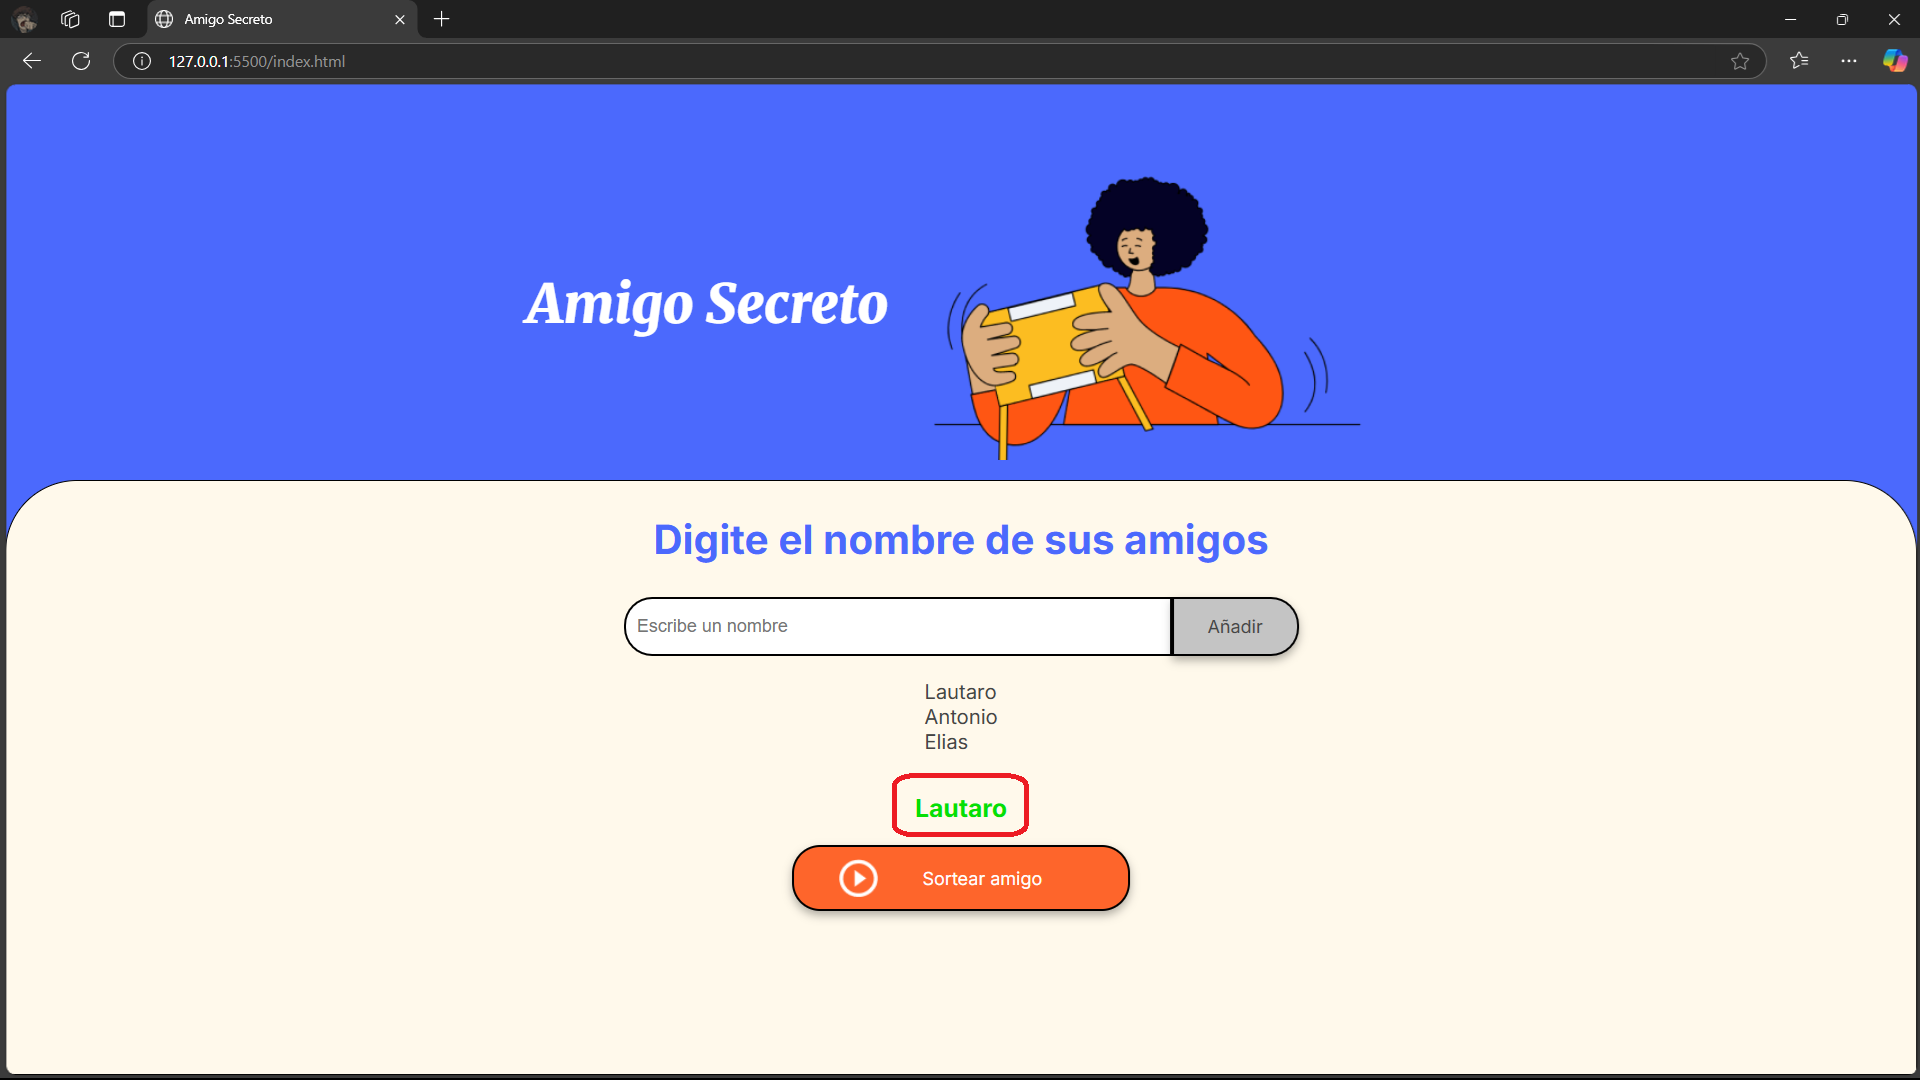 Amigo Secreto
127.0.0.1:5500/index.html
Amigo Secreto
Digite el nombre de sus amigos
Escribe un nombre
Añadir
Lautaro
Antonio
Elias
Lautaro
Sortear amigo